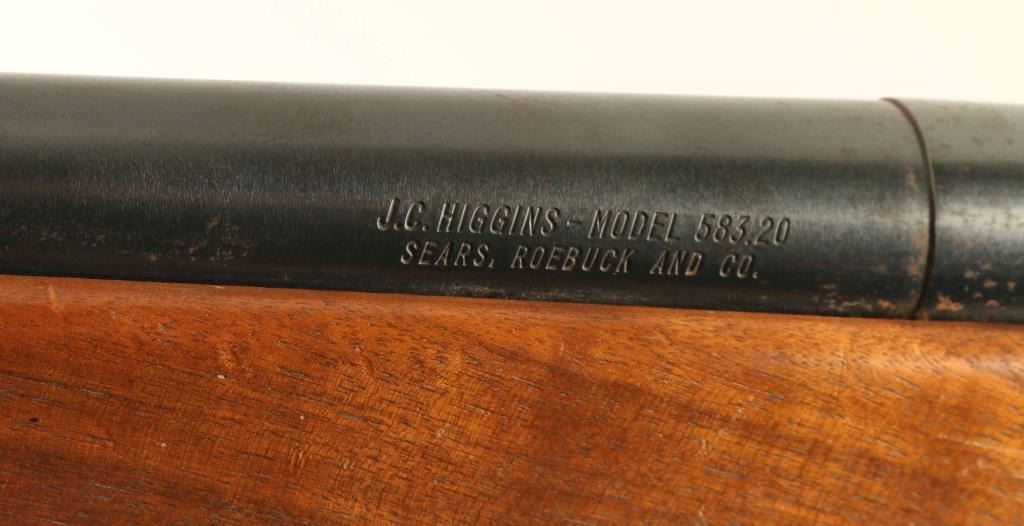 J.C. HIGGINS - MODEL 583.20
SEARS, ROEBUCK AND CO.